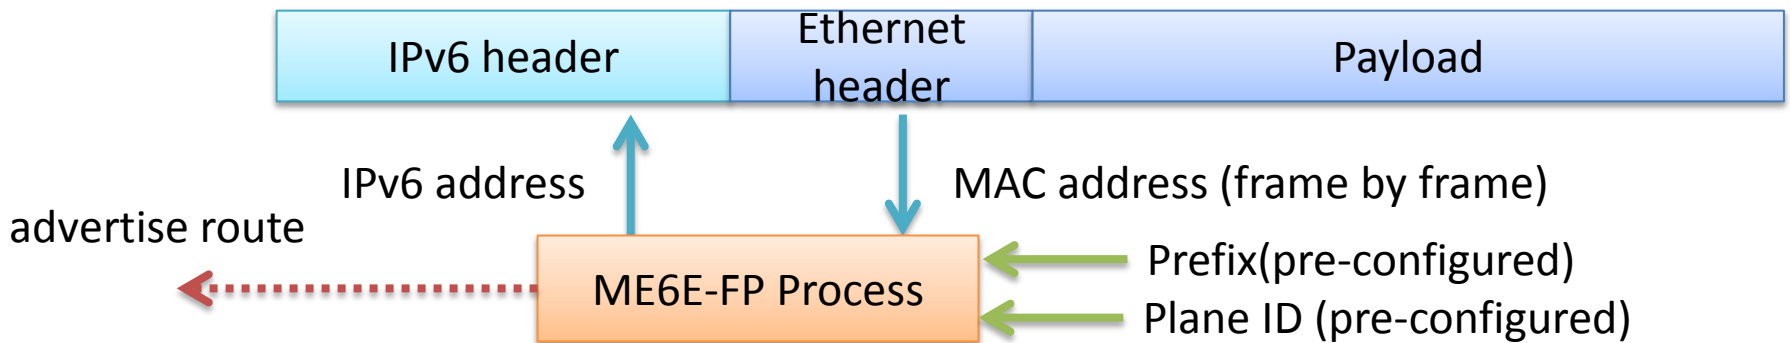 IPv6 header
Ethernet
header
Payload
IPv6 address
MAC address (frame by frame)
advertise route
ME6E-FP Process
Prefix(pre-configured)
Plane ID (pre-configured)